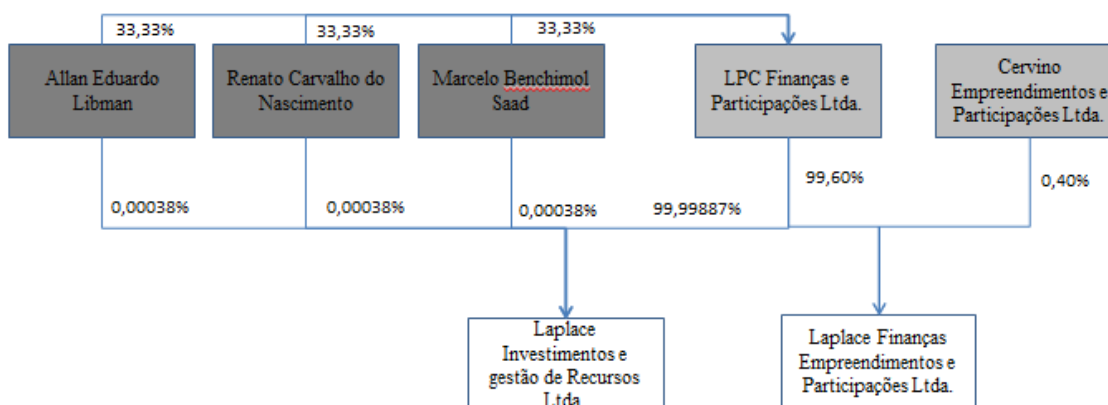 33,33%
33,33%
33,33%
Allan Eduardo
Libman
Renato Carvalho do
Nascimento
Marcelo Benchimol
Saad
LPC Finanças e
Participações Ltda.
Cervino
Empreendimentos e
Participações Ltda.
99,60%
0,40%
0,00038%
0,00038%
0,00038%
99,99887%
Laplace
Investimentos e
gestão de Recursos
Ltda
Laplace Finanças
Empreendimentos e
Participações Ltda.